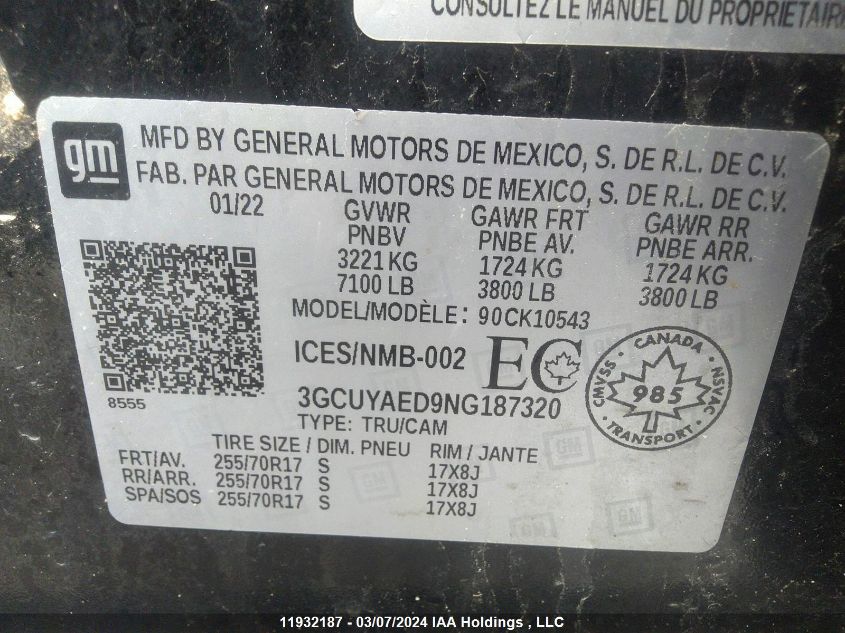 CONSULTEZ LE MANUEL DU PROPRIETAIRE
gm
MFD BY GENERAL MOTORS DE MEXICO, S. DE R.L. DE C.V.
FAB. PAR GENERAL MOTORS DE MEXICO, S. DE R.L. DE C.V.
01/22 GVWR GAWR FRT GAWR RR
PNBV PNBE AV. PNBE ARR.
3221 KG 1724 KG 1724 KG
7100 LB 3800 LB 3800 LB
MODEL/MODÈLE: 90CK10543
ICES/NMB-002 EC
CANADA CMVSS 985 NSVAC TRANSPORT
8555
3GCUYAED9NG187320
TYPE: TRU/CAM
TIRE SIZE / DIM. PNEU RIM / JANTE
FRT/AV. 255/70R17 S 17X8J
RR/ARR. 255/70R17 S 17X8J
SPA/SOS 255/70R17 S 17X8J
11932187 - 03/07/2024 IAA Holdings , LLC